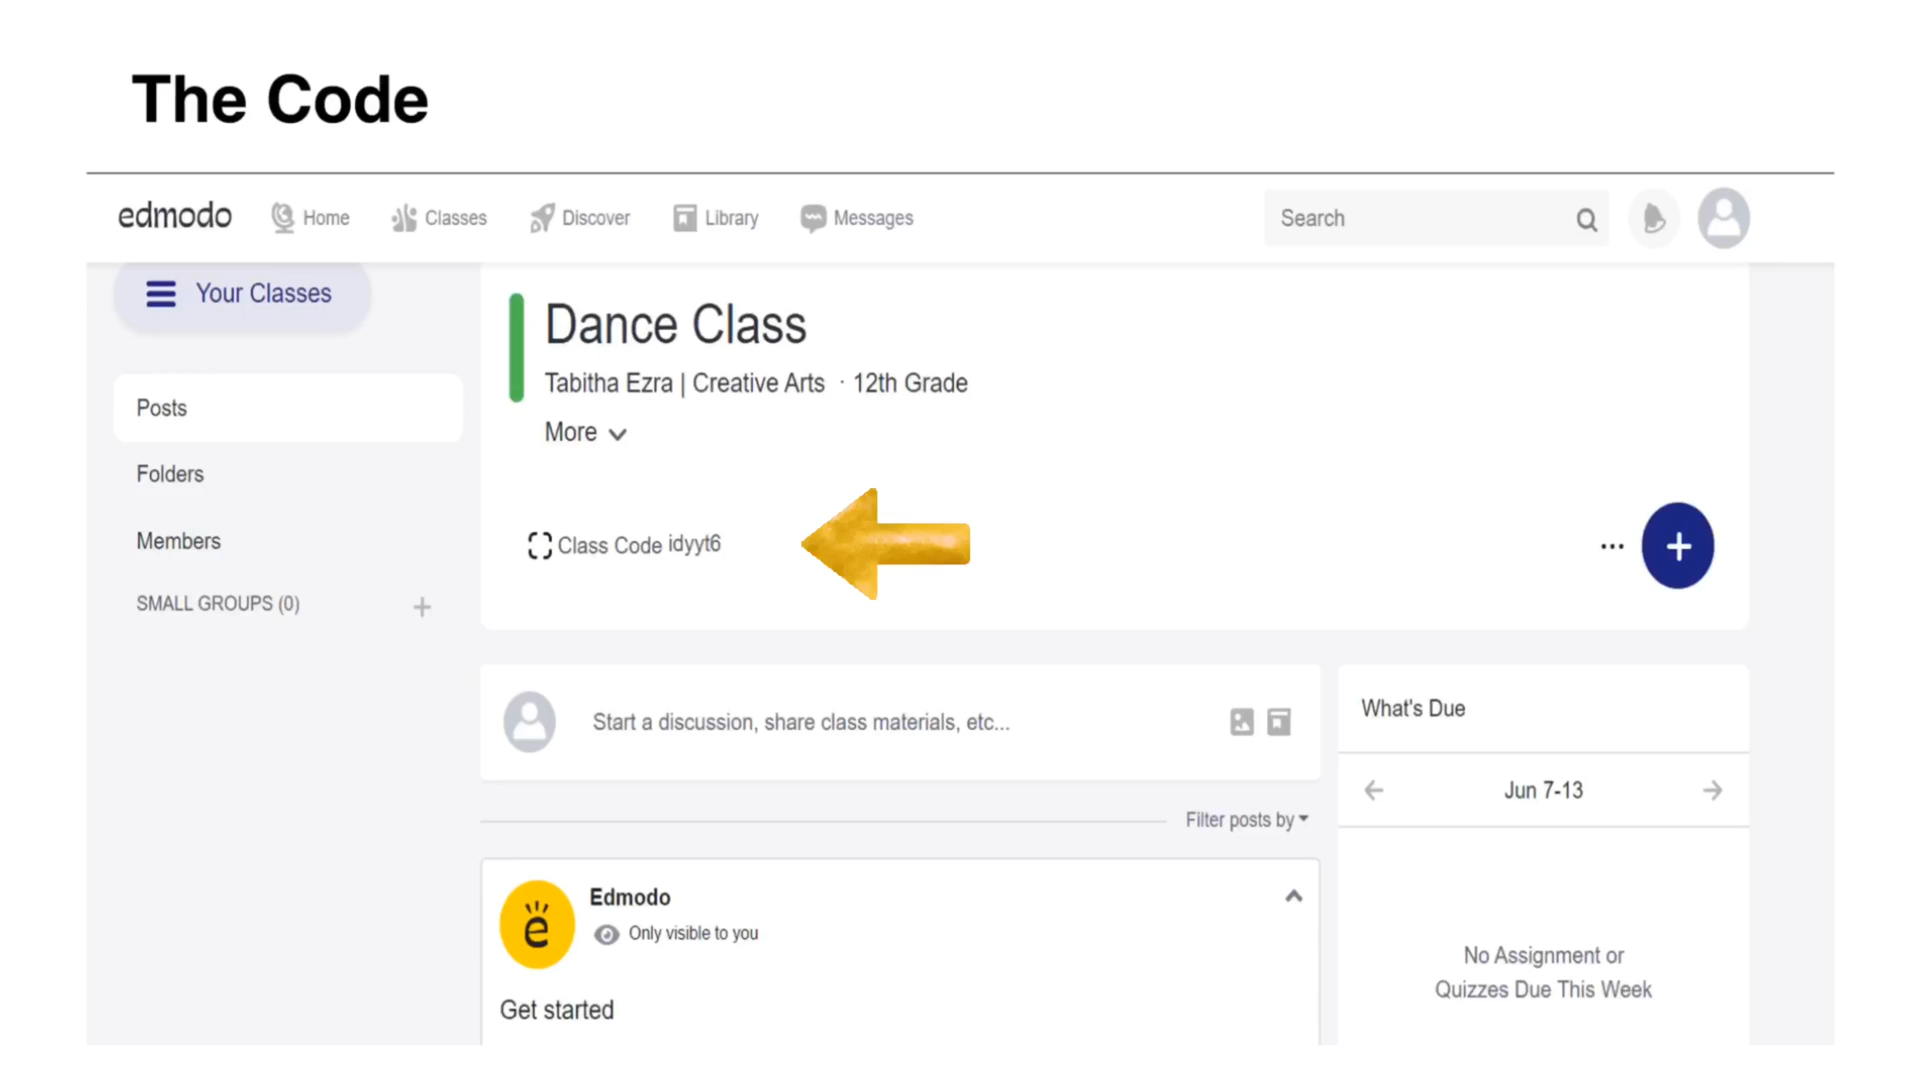 The Code
edmodo Home Classes Discover Library Messages Search
Your Classes
Posts
Folders
Members
SMALL GROUPS (0)
Dance Class
Tabitha Ezra | Creative Arts · 12th Grade
More
Class Code idyyt6
Start a discussion, share class materials, etc...
Filter posts by
Edmodo
Only visible to you
Get started
What's Due
Jun 7-13
No Assignment or
Quizzes Due This Week